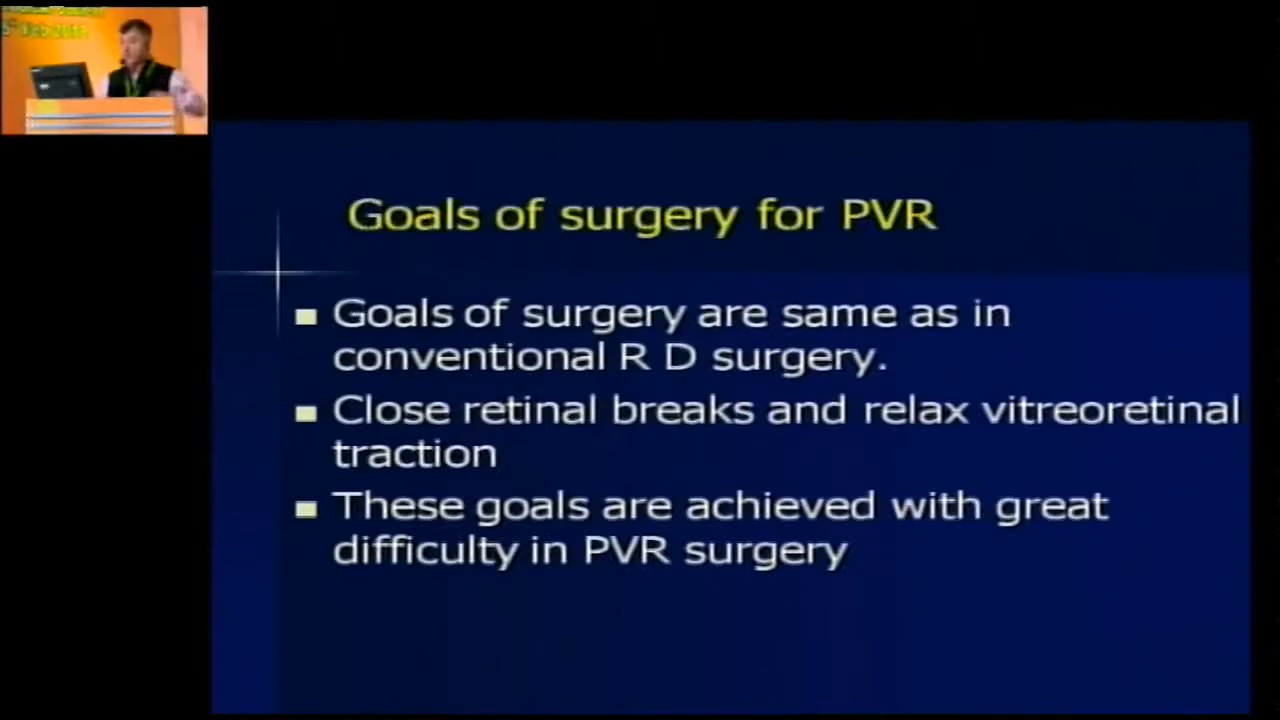 Goals of surgery for PVR
Goals of surgery are same as in
conventional R D surgery.
Close retinal breaks and relax vitreoretinal
traction
These goals are achieved with great
difficulty in PVR surgery